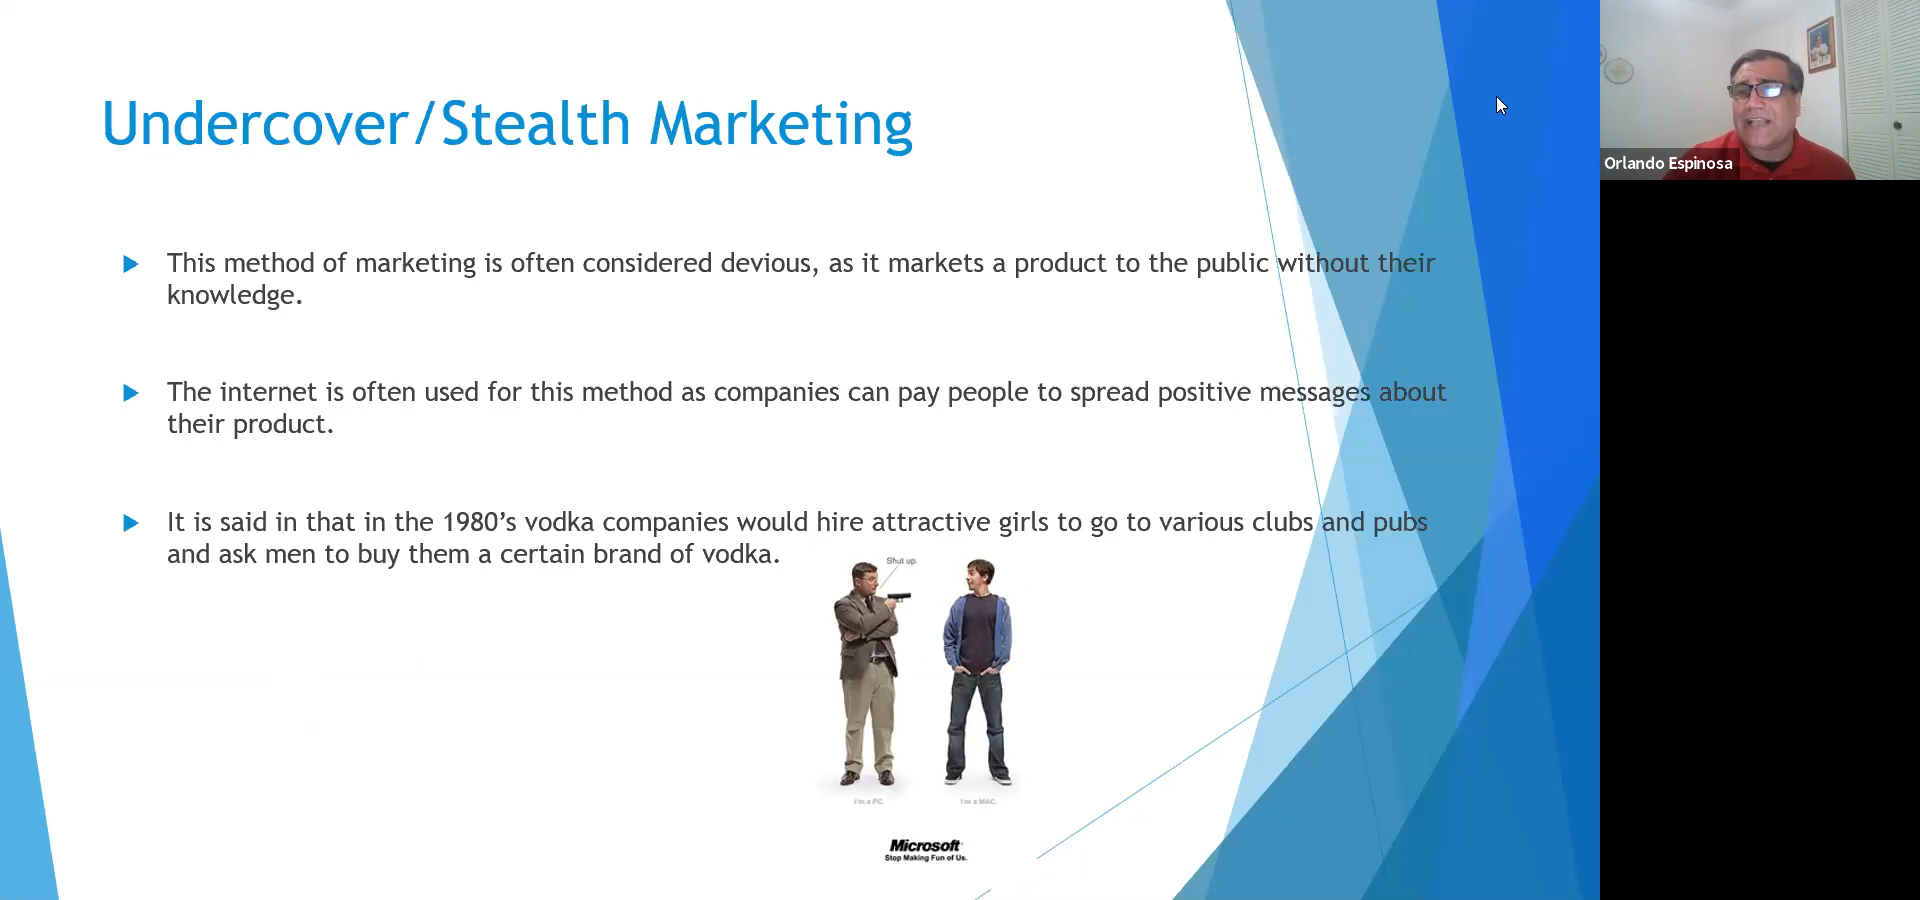 Undercover/Stealth Marketing
This method of marketing is often considered devious, as it markets a product to the public without their
knowledge.
The internet is often used for this method as companies can pay people to spread positive messages about
their product.
It is said in that in the 1980’s vodka companies would hire attractive girls to go to various clubs and pubs
and ask men to buy them a certain brand of vodka.
Shut up.
I'm a PC.
I'm a MAC.
Microsoft
Stop Making Fun of Us.
Orlando Espinosa